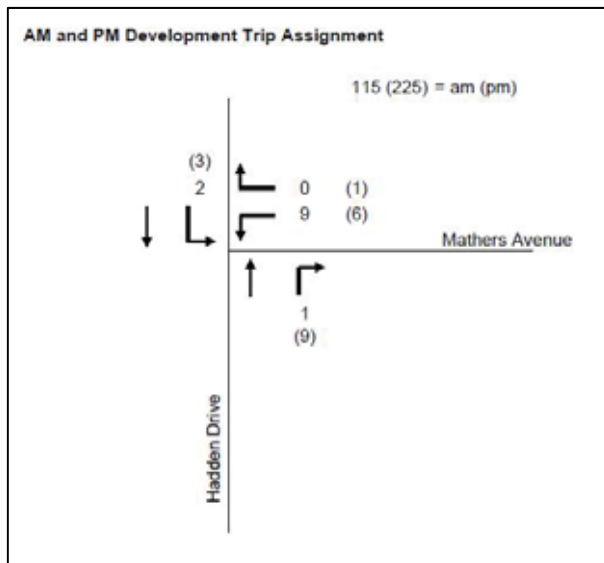 AM and PM Development Trip Assignment
115 (225) = am (pm)
(3)
2
0 (1)
9 (6)
Mathers Avenue
1
(9)
Hadden Drive